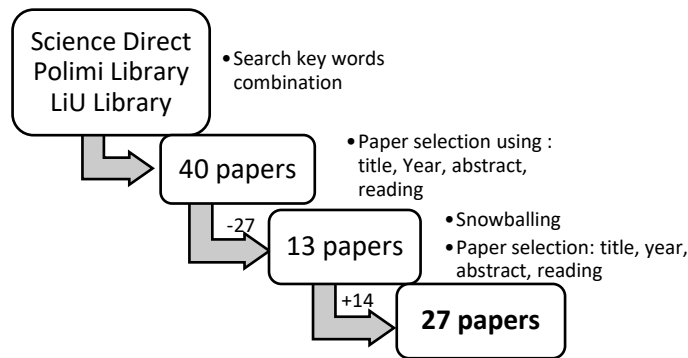 Science Direct
Polimi Library
LiU Library
•Search key words
combination
40 papers
•Paper selection using :
title, Year, abstract,
reading
-27
13 papers
•Snowballing
•Paper selection: title, year,
abstract, reading
+14
27 papers